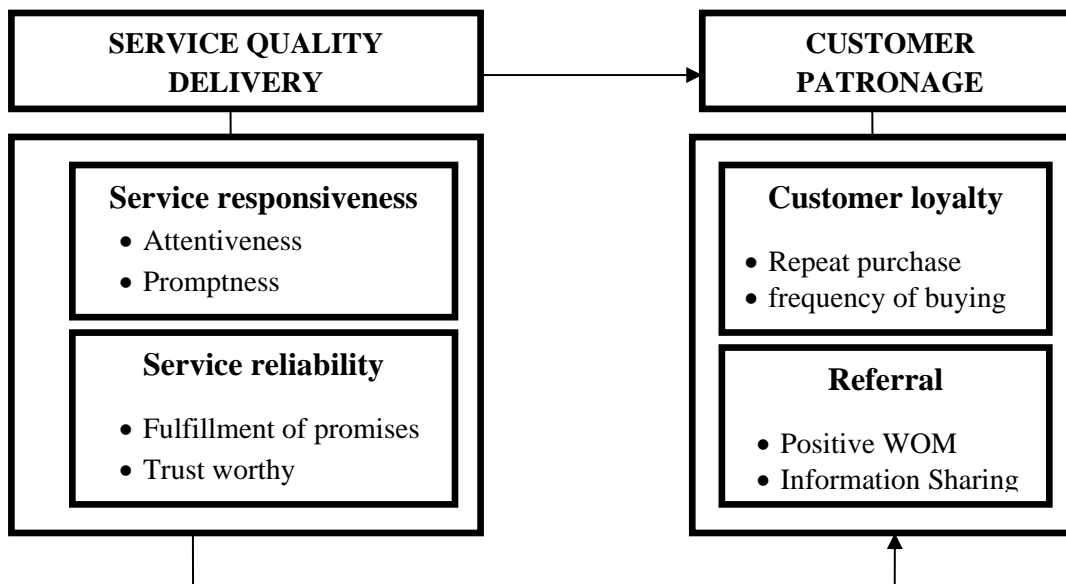 SERVICE QUALITY
DELIVERY
CUSTOMER
PATRONAGE
Service responsiveness
• Attentiveness
• Promptness
Service reliability
• Fulfillment of promises
• Trust worthy
Customer loyalty
• Repeat purchase
• frequency of buying
Referral
• Positive WOM
• Information Sharing